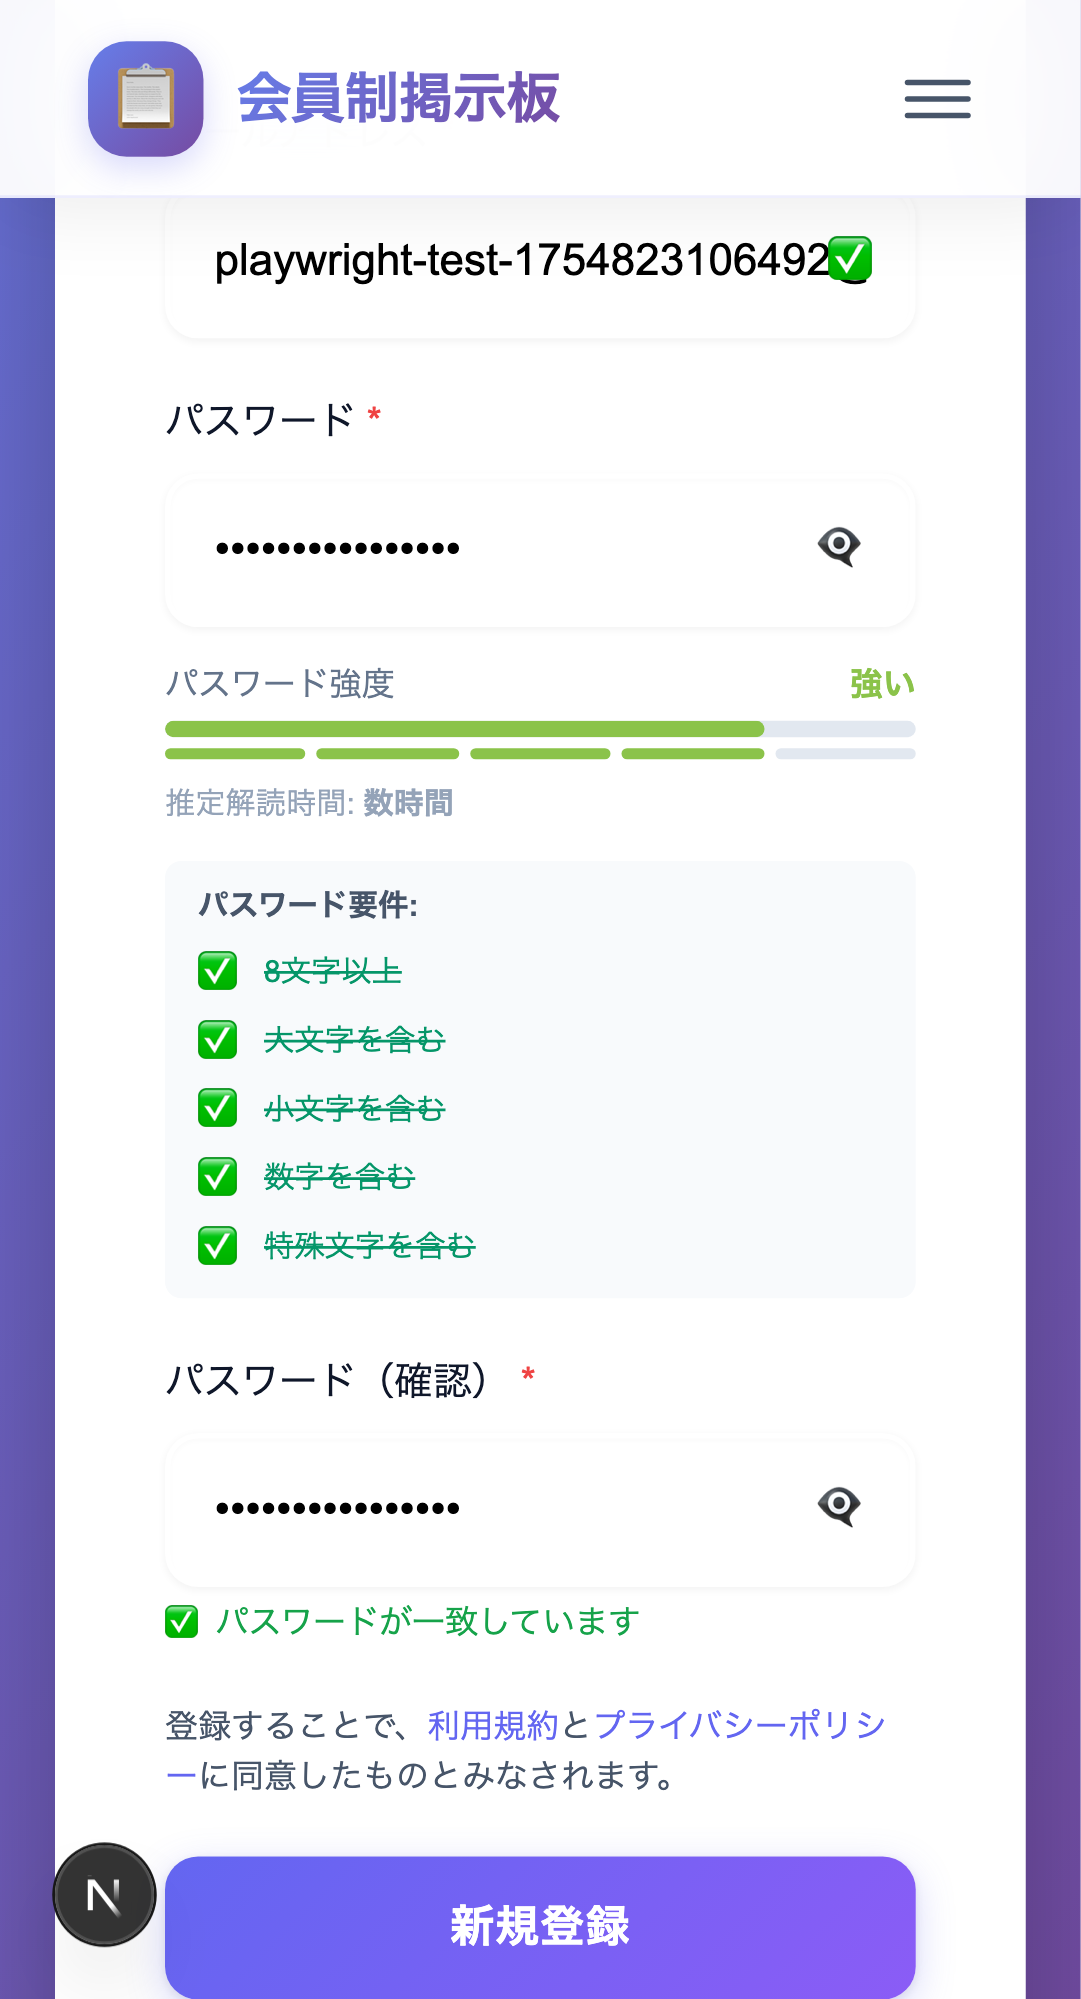 会員制掲示板
playwright-test-1754823106492
パスワード *
••••••••••••••••
パスワード強度
強い
推定解読時間: 数時間
パスワード要件:
8文字以上
大文字を含む
小文字を含む
数字を含む
特殊文字を含む
パスワード（確認） *
••••••••••••••••
パスワードが一致しています
登録することで、利用規約とプライバシーポリシ
ーに同意したものとみなされます。
N
新規登録